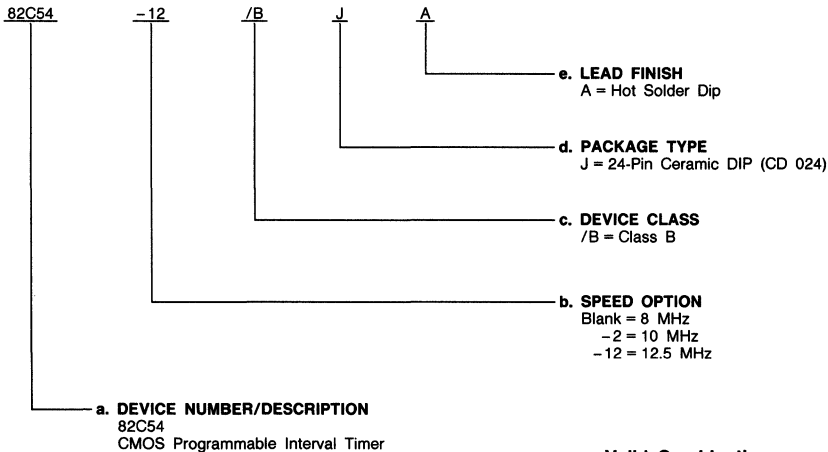 82C54 -12 /B J A
e. LEAD FINISH
A = Hot Solder Dip
d. PACKAGE TYPE
J = 24-Pin Ceramic DIP (CD 024)
c. DEVICE CLASS
/B = Class B
b. SPEED OPTION
Blank = 8 MHz
-2 = 10 MHz
-12 = 12.5 MHz
a. DEVICE NUMBER/DESCRIPTION
82C54
CMOS Programmable Interval Timer